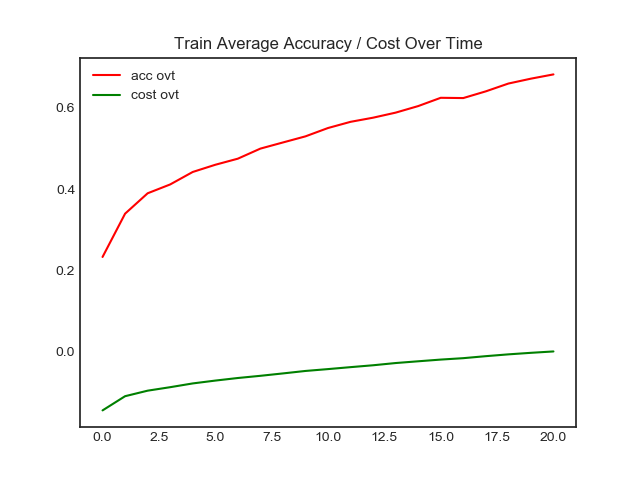 Train Average Accuracy / Cost Over Time
acc ovt
cost ovt
0.6
0.4
0.2
0.0
0.0 2.5 5.0 7.5 10.0 12.5 15.0 17.5 20.0